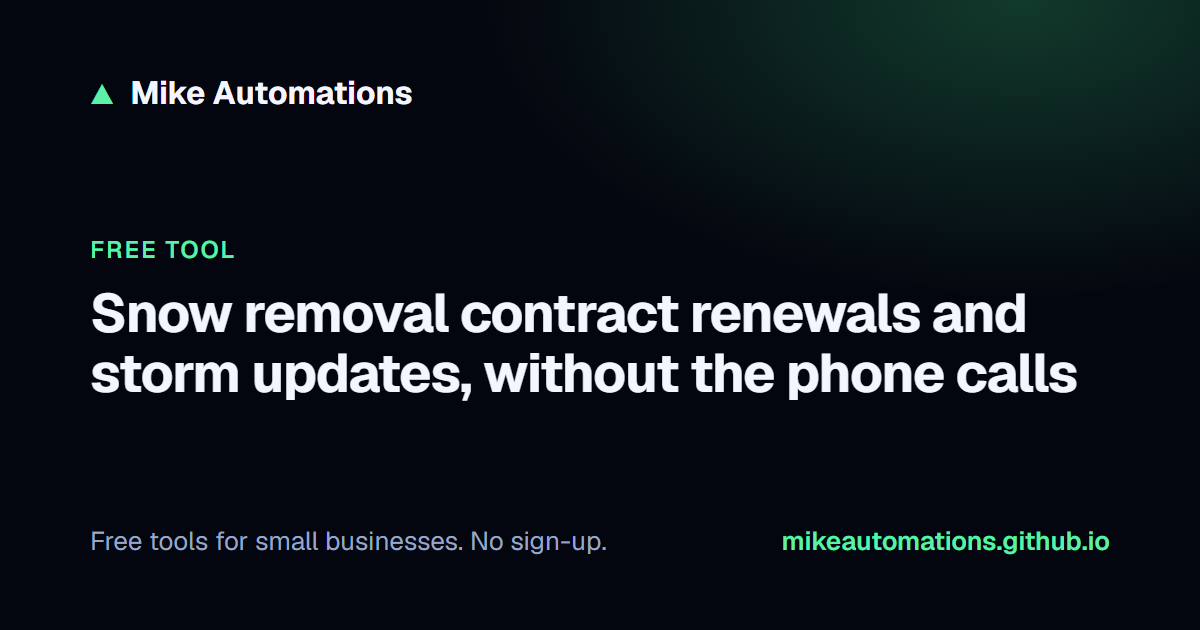 Mike Automations
FREE TOOL
Snow removal contract renewals and
storm updates, without the phone calls
Free tools for small businesses. No sign-up.
mikeautomations.github.io